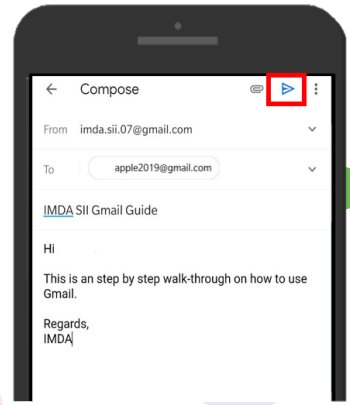 Compose
From imda.sii.07@gmail.com
To apple2019@gmail.com
IMDA SII Gmail Guide
Hi
This is an step by step walk-through on how to use
Gmail.
Regards,
IMDA